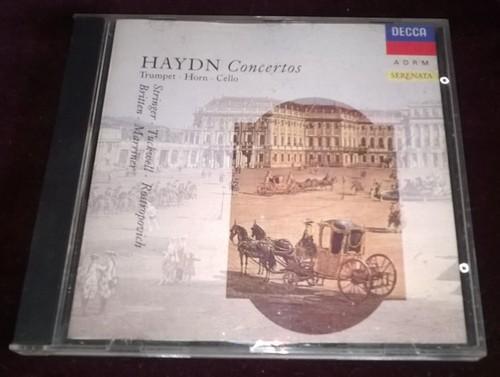 DECCA
ADRM
SERENATA
HAYDN Concertos
Trumpet · Horn · Cello
Stringer · Tuckwell · Rostropovich
Britten · Marriner